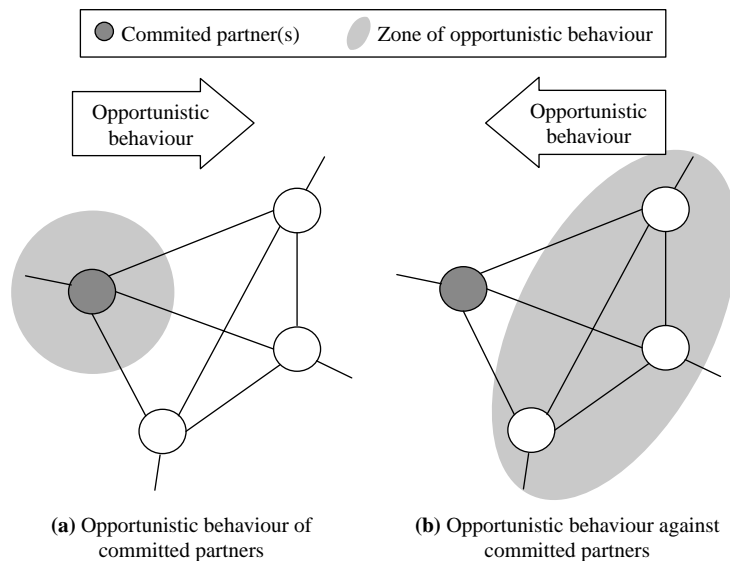 Commited partner(s) Zone of opportunistic behaviour
Opportunistic
behaviour
Opportunistic
behaviour
(a) Opportunistic behaviour of
committed partners
(b) Opportunistic behaviour against
committed partners